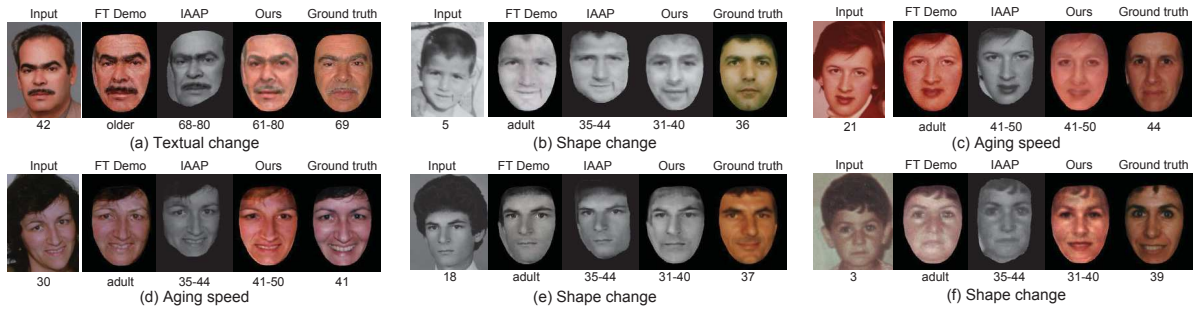 Input FT Demo IAAP Ours Ground truth
42 older 68-80 61-80 69
(a) Textual change
Input FT Demo IAAP Ours Ground truth
5 adult 35-44 31-40 36
(b) Shape change
Input FT Demo IAAP Ours Ground truth
21 adult 41-50 41-50 44
(c) Aging speed
Input FT Demo IAAP Ours Ground truth
30 adult 35-44 41-50 41
(d) Aging speed
Input FT Demo IAAP Ours Ground truth
18 adult 35-44 31-40 37
(e) Shape change
Input FT Demo IAAP Ours Ground truth
3 adult 35-44 31-40 39
(f) Shape change